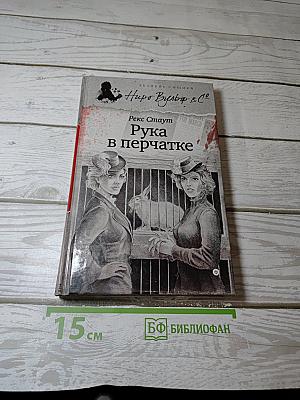 Ниро Вульф & Co
Рекс Стаут
Рука
в перчатке
15 см
БФ БИБЛИОФАН